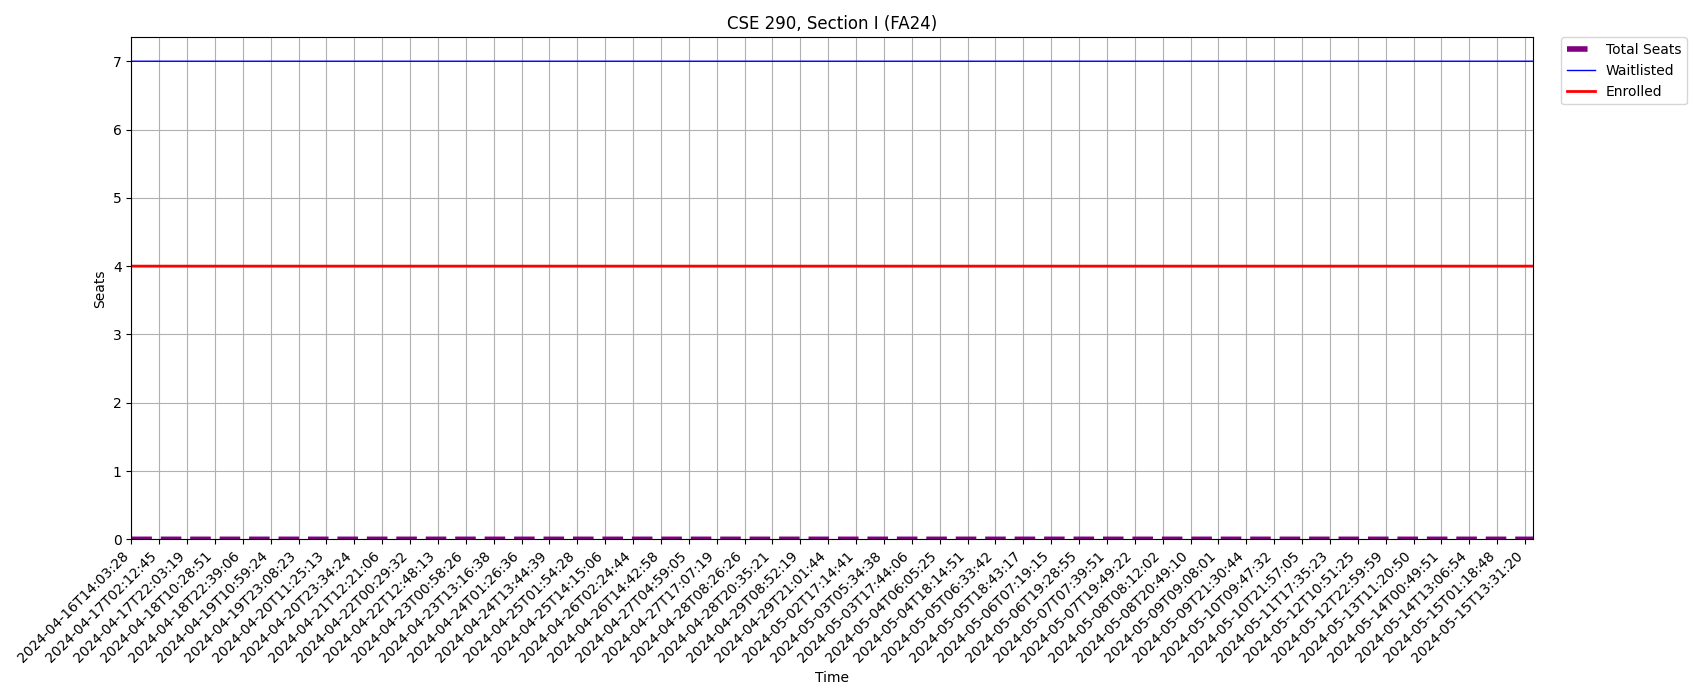 CSE 290, Section I (FA24)
Total Seats
Waitlisted
Enrolled
Seats
7
6
5
4
3
2
1
0
2024-04-16T14:03:28
2024-04-17T02:12:45
2024-04-17T22:03:19
2024-04-18T10:28:51
2024-04-18T22:39:06
2024-04-19T10:59:24
2024-04-19T23:08:23
2024-04-20T11:25:13
2024-04-20T23:34:24
2024-04-21T12:21:06
2024-04-22T00:29:32
2024-04-22T12:48:13
2024-04-23T00:58:26
2024-04-23T13:16:38
2024-04-24T01:26:36
2024-04-24T13:44:39
2024-04-25T01:54:28
2024-04-25T14:15:06
2024-04-26T02:24:44
2024-04-26T14:42:58
2024-04-27T04:59:05
2024-04-27T17:07:19
2024-04-28T08:26:26
2024-04-28T20:35:21
2024-04-29T08:52:19
2024-04-29T21:01:44
2024-05-02T17:14:41
2024-05-03T05:34:38
2024-05-03T17:44:06
2024-05-04T06:05:25
2024-05-04T18:14:51
2024-05-05T06:33:42
2024-05-05T18:43:17
2024-05-06T07:19:15
2024-05-06T19:28:55
2024-05-07T07:39:51
2024-05-07T19:49:22
2024-05-08T08:12:02
2024-05-08T20:49:10
2024-05-09T09:08:01
2024-05-09T21:30:44
2024-05-10T09:47:32
2024-05-10T21:57:05
2024-05-11T17:35:23
2024-05-12T10:51:25
2024-05-12T22:59:59
2024-05-13T11:20:50
2024-05-14T00:49:51
2024-05-14T13:06:54
2024-05-15T01:18:48
2024-05-15T13:31:20
Time